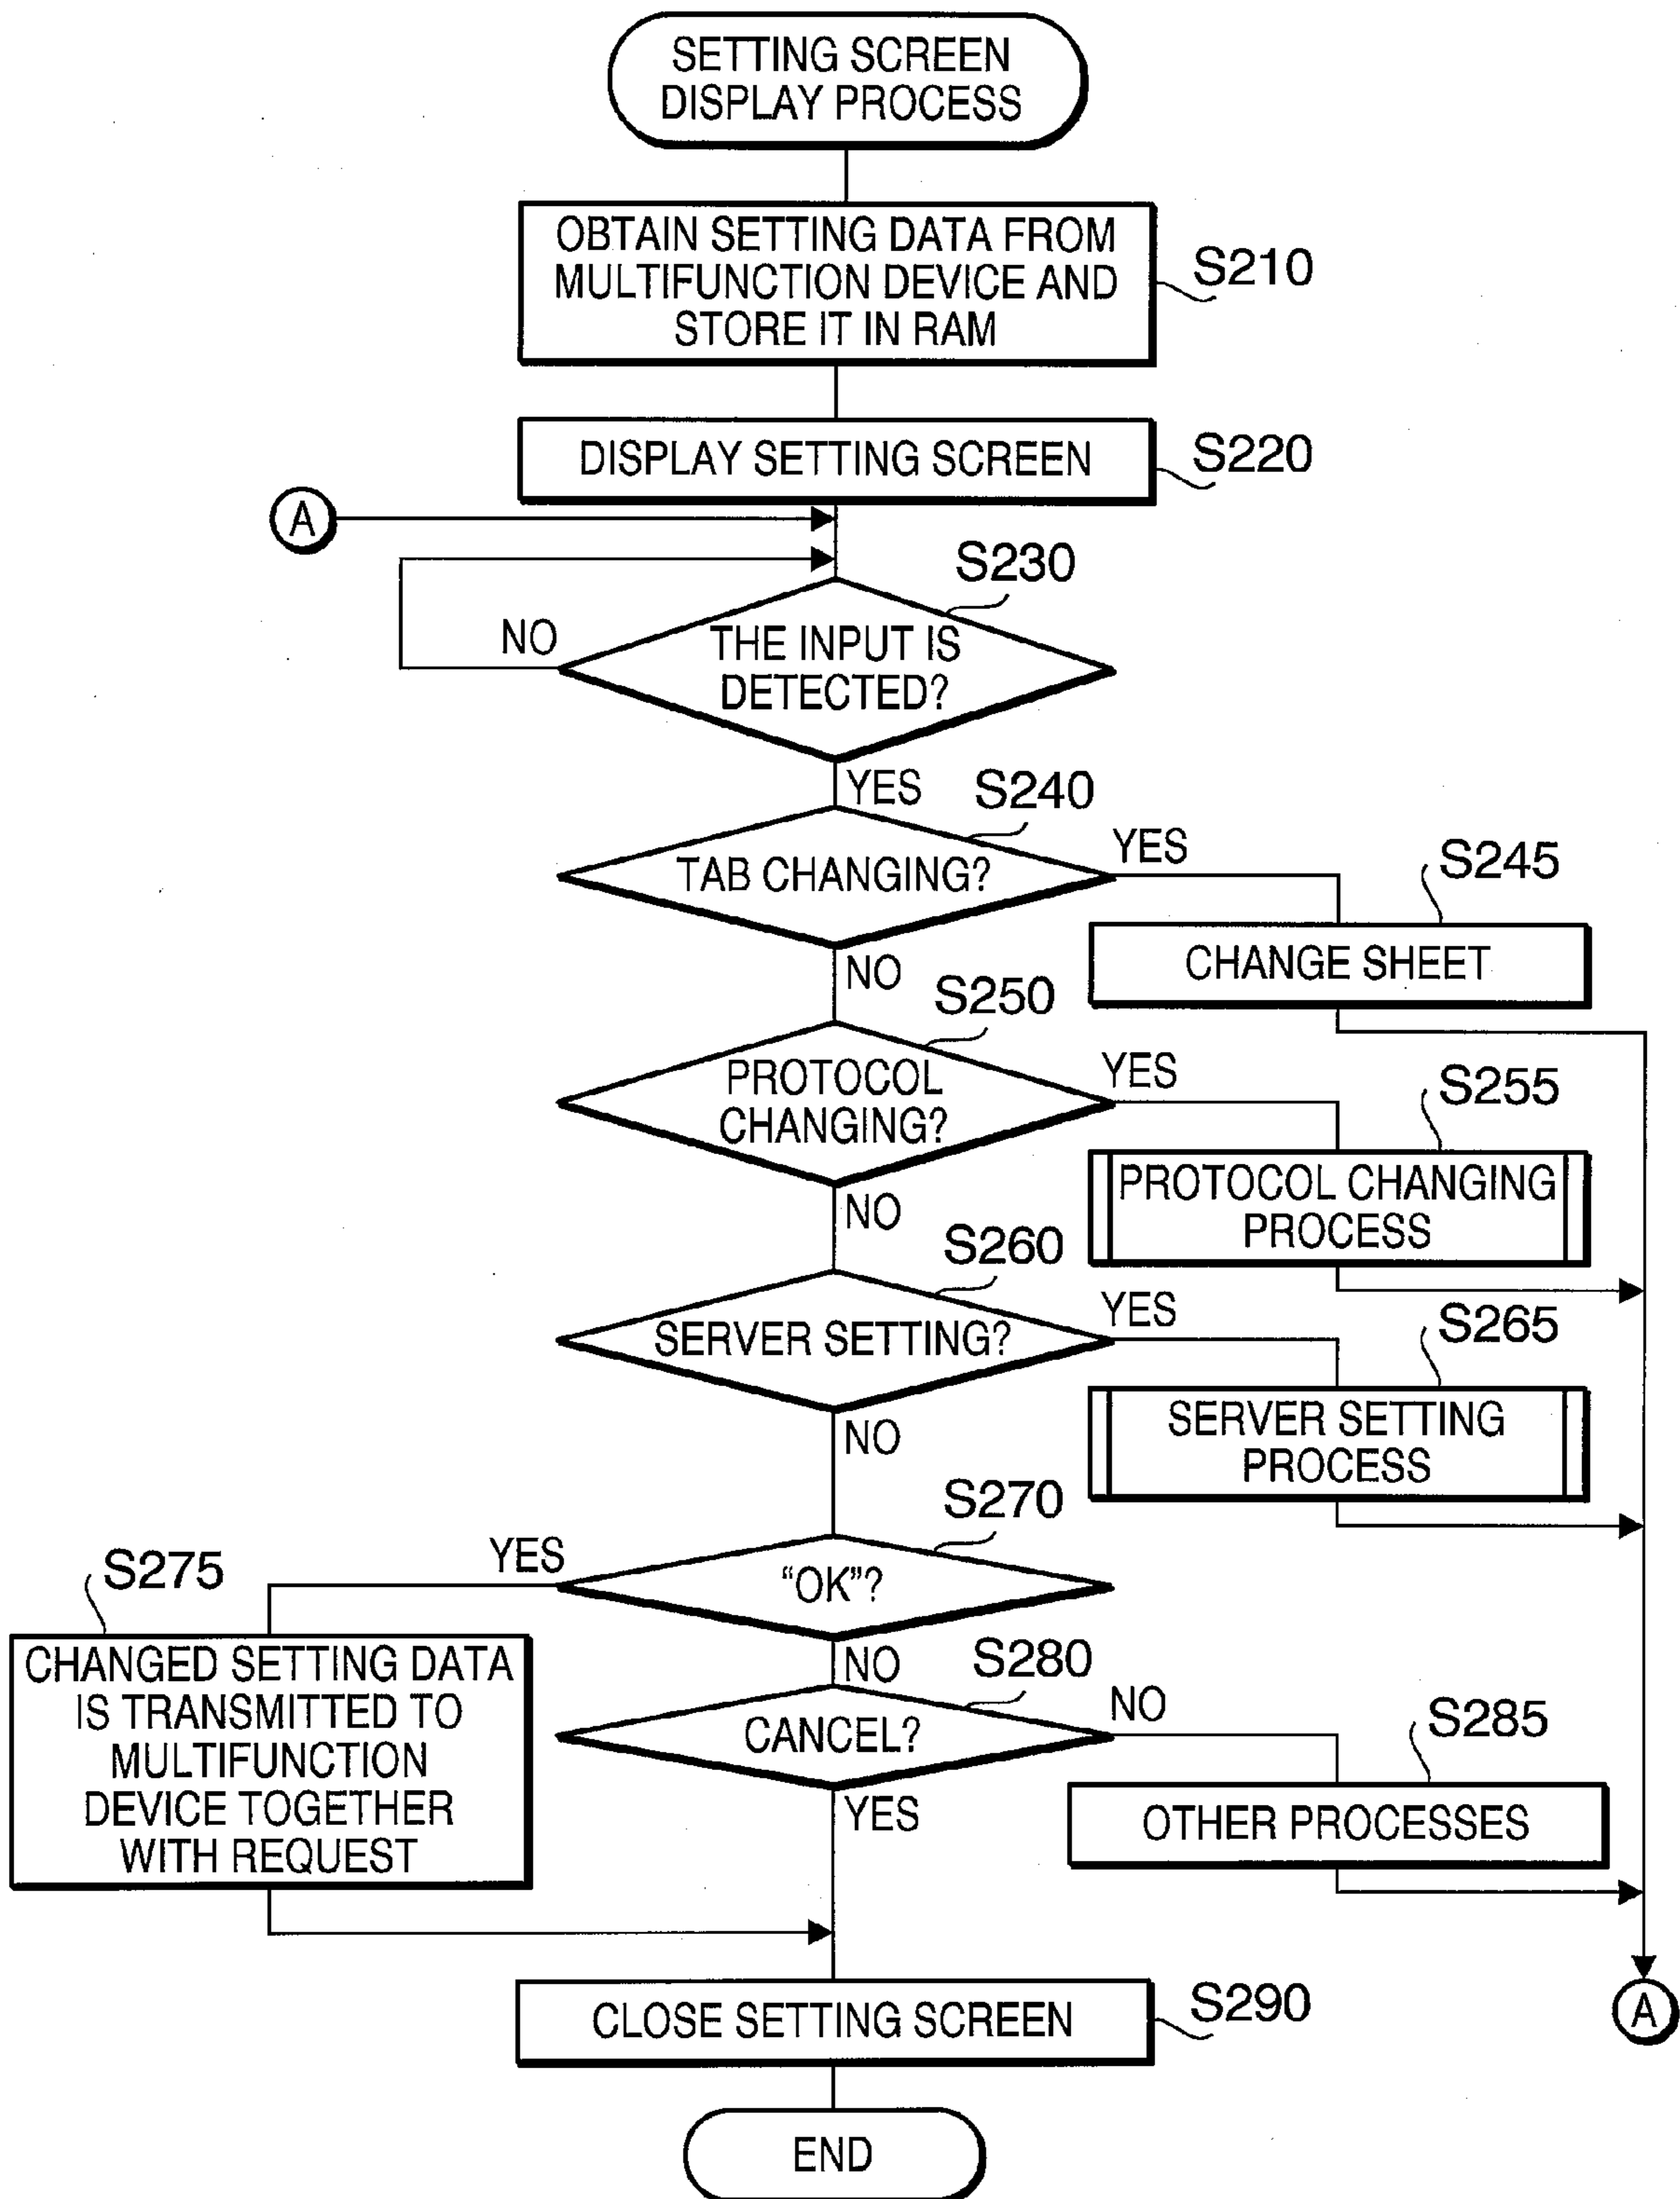 SETTING SCREEN
DISPLAY PROCESS
OBTAIN SETTING DATA FROM
MULTIFUNCTION DEVICE AND
STORE IT IN RAM
S210
DISPLAY SETTING SCREEN
S220
A
S230
NO
THE INPUT IS
DETECTED?
YES
S240
TAB CHANGING?
YES
S245
CHANGE SHEET
NO
S250
PROTOCOL
CHANGING?
YES
S255
PROTOCOL CHANGING
PROCESS
NO
S260
SERVER SETTING?
YES
S265
SERVER SETTING
PROCESS
NO
S270
"OK"?
YES
S275
CHANGED SETTING DATA
IS TRANSMITTED TO
MULTIFUNCTION
DEVICE TOGETHER
WITH REQUEST
NO
S280
CANCEL?
NO
S285
OTHER PROCESSES
YES
CLOSE SETTING SCREEN
S290
A
END